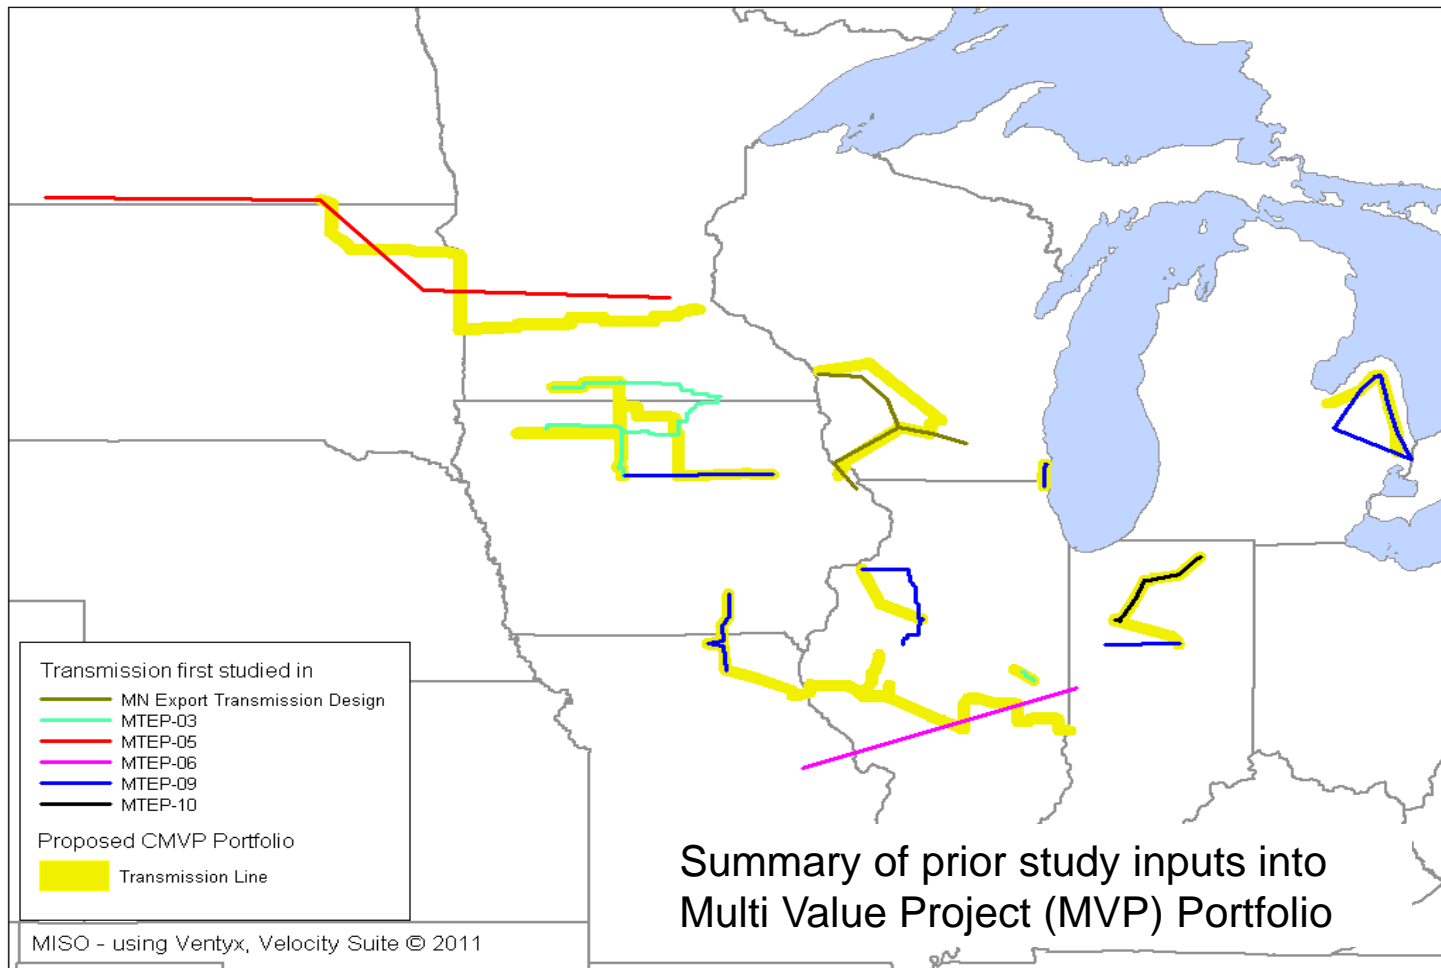 Transmission first studied in
MN Export Transmission Design
MTEP-03
MTEP-05
MTEP-06
MTEP-09
MTEP-10
Proposed CMVP Portfolio
Transmission Line
MISO - using Ventyx, Velocity Suite © 2011
Summary of prior study inputs into
Multi Value Project (MVP) Portfolio